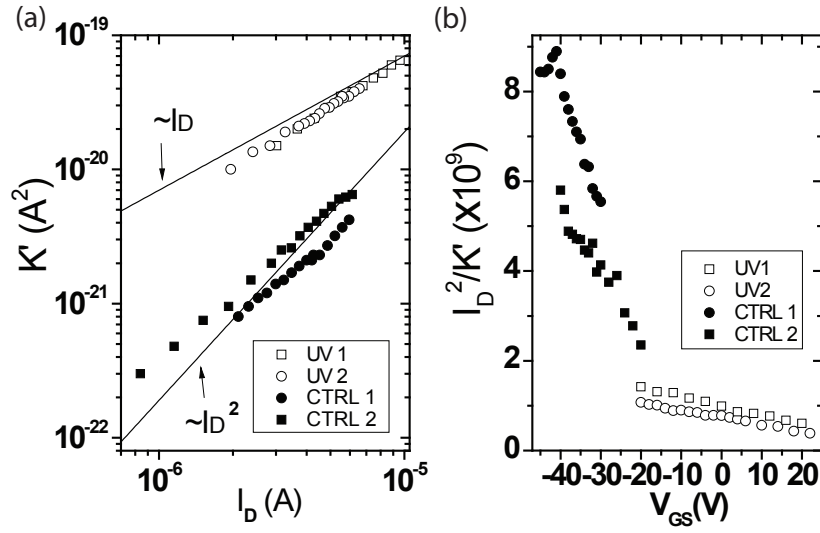 (a)
10⁻¹⁹
10⁻²⁰
10⁻²¹
10⁻²²
K' (A²)
~I_D
~I_D²
UV 1
UV 2
CTRL 1
CTRL 2
10⁻⁶
10⁻⁵
I_D (A)
(b)
8
6
4
2
0
I_D²/K' (x10⁹)
UV1
UV2
CTRL 1
CTRL 2
-40 -30 -20 -10 0 10 20
V_GS(V)